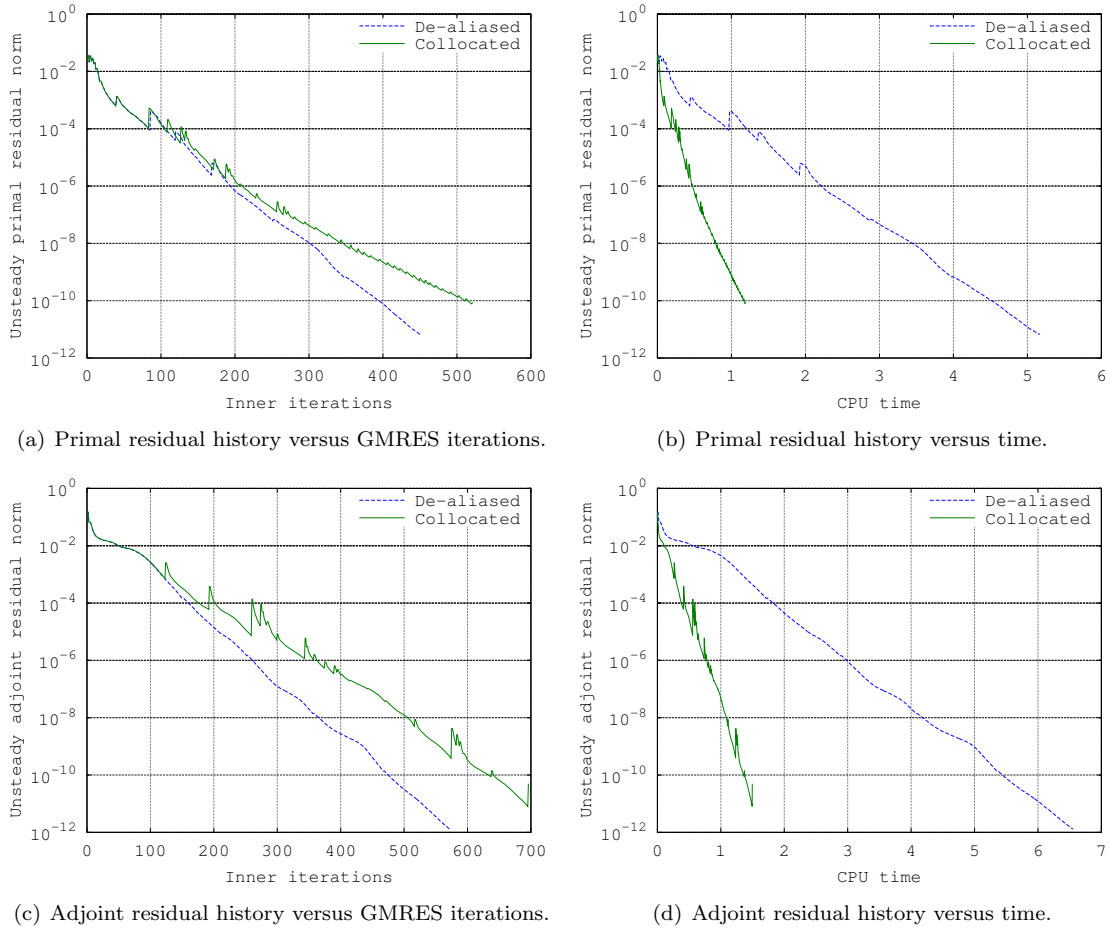 10^0
10^-2
10^-4
10^-6
10^-8
10^-10
10^-12
Unsteady primal residual norm
De-aliased
Collocated
0 100 200 300 400 500 600
Inner iterations
(a) Primal residual history versus GMRES iterations.
10^0
10^-2
10^-4
10^-6
10^-8
10^-10
10^-12
Unsteady primal residual norm
De-aliased
Collocated
0 1 2 3 4 5 6
CPU time
(b) Primal residual history versus time.
10^0
10^-2
10^-4
10^-6
10^-8
10^-10
10^-12
Unsteady adjoint residual norm
De-aliased
Collocated
0 100 200 300 400 500 600 700
Inner iterations
(c) Adjoint residual history versus GMRES iterations.
10^0
10^-2
10^-4
10^-6
10^-8
10^-10
10^-12
Unsteady adjoint residual norm
De-aliased
Collocated
0 1 2 3 4 5 6 7
CPU time
(d) Adjoint residual history versus time.